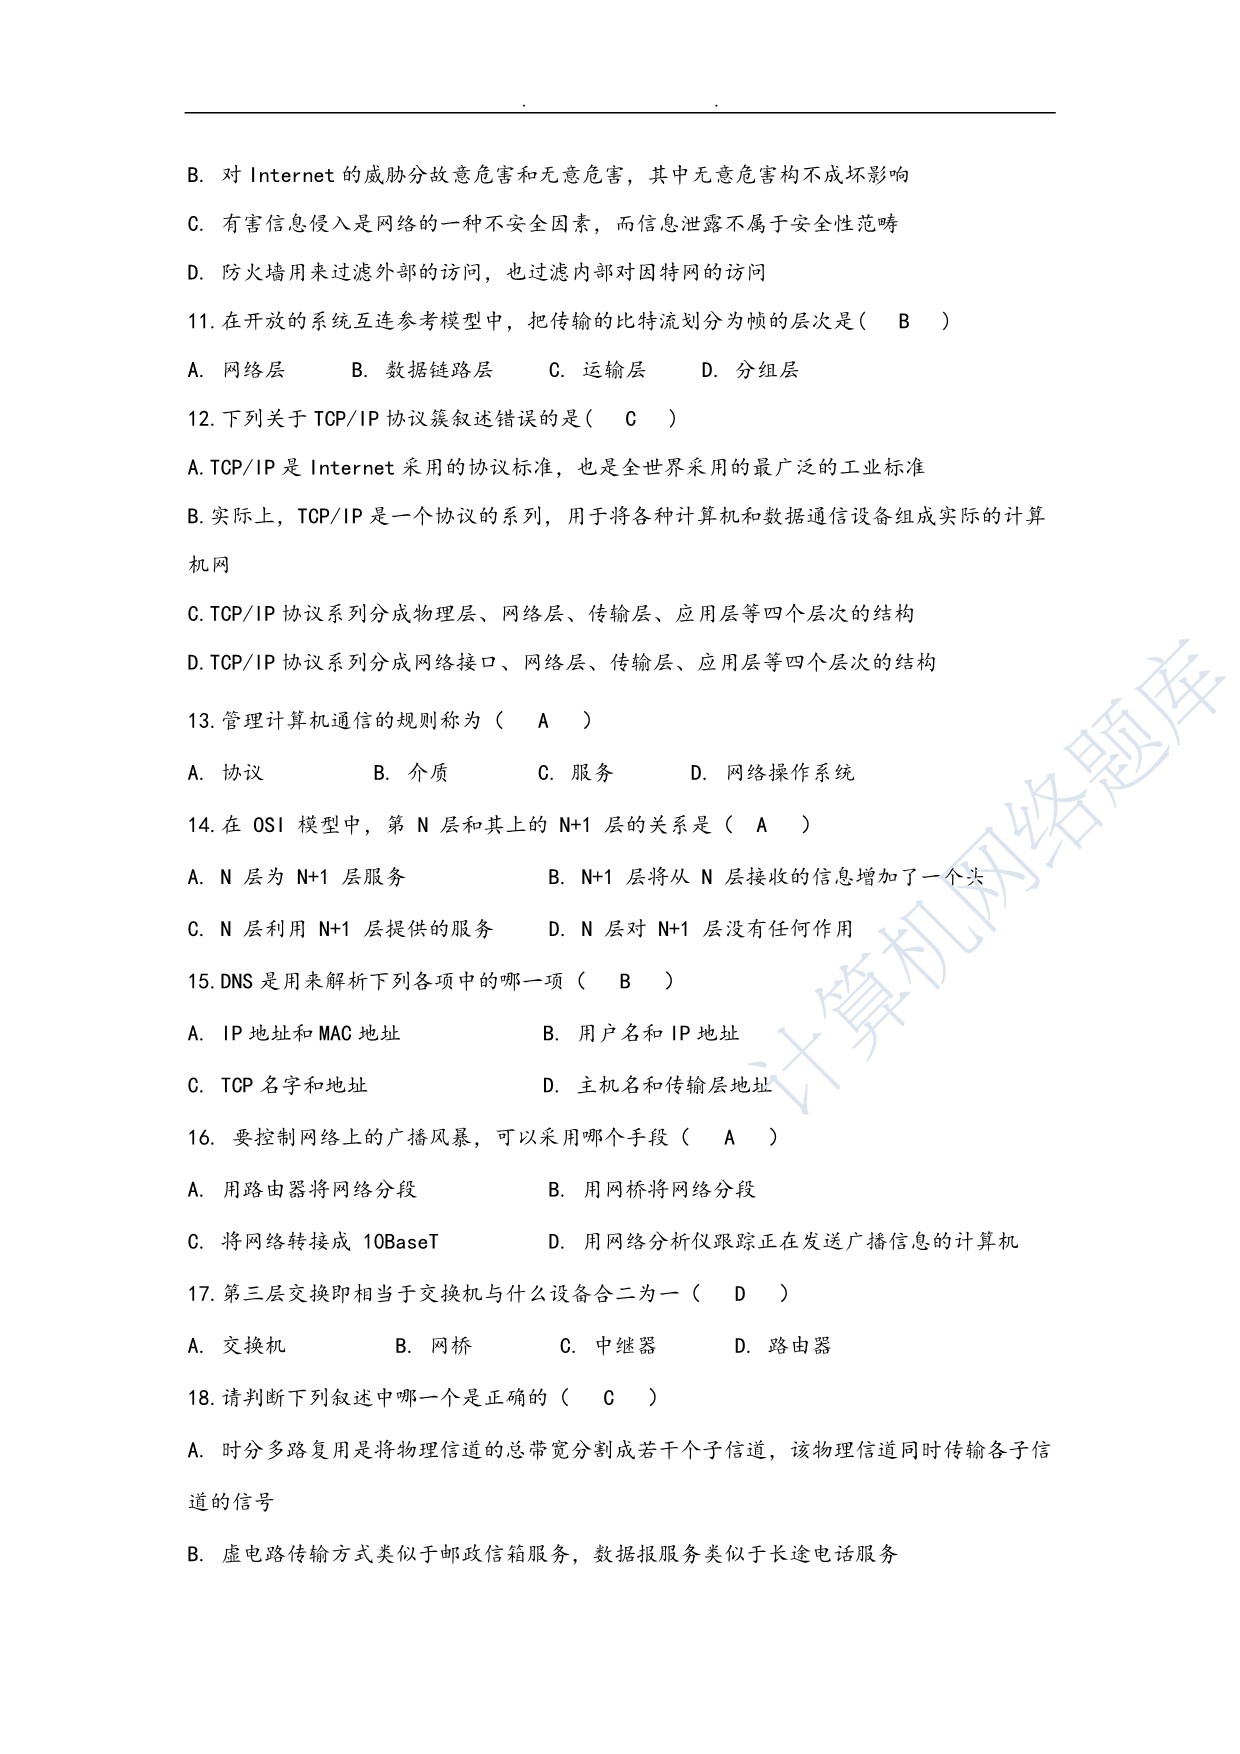 B. 对 Internet 的威胁分故意危害和无意危害，其中无意危害构不成坏影响
C. 有害信息侵入是网络的一种不安全因素，而信息泄露不属于安全性范畴
D. 防火墙用来过滤外部的访问，也过滤内部对因特网的访问
11.在开放的系统互连参考模型中，把传输的比特流划分为帧的层次是( B )
A. 网络层 B. 数据链路层 C. 运输层 D. 分组层
12.下列关于 TCP/IP 协议簇叙述错误的是( C )
A.TCP/IP 是 Internet 采用的协议标准，也是全世界采用的最广泛的工业标准
B.实际上，TCP/IP 是一个协议的系列，用于将各种计算机和数据通信设备组成实际的计算
机网
C.TCP/IP 协议系列分成物理层、网络层、传输层、应用层等四个层次的结构
D.TCP/IP 协议系列分成网络接口、网络层、传输层、应用层等四个层次的结构
13.管理计算机通信的规则称为（ A ）
A. 协议 B. 介质 C. 服务 D. 网络操作系统
14.在 OSI 模型中，第 N 层和其上的 N+1 层的关系是（ A ）
A. N 层为 N+1 层服务 B. N+1 层将从 N 层接收的信息增加了一个头
C. N 层利用 N+1 层提供的服务 D. N 层对 N+1 层没有任何作用
15.DNS 是用来解析下列各项中的哪一项（ B ）
A. IP 地址和 MAC 地址 B. 用户名和 IP 地址
C. TCP 名字和地址 D. 主机名和传输层地址
16. 要控制网络上的广播风暴，可以采用哪个手段（ A ）
A. 用路由器将网络分段 B. 用网桥将网络分段
C. 将网络转接成 10BaseT D. 用网络分析仪跟踪正在发送广播信息的计算机
17.第三层交换即相当于交换机与什么设备合二为一（ D ）
A. 交换机 B. 网桥 C. 中继器 D. 路由器
18.请判断下列叙述中哪一个是正确的（ C ）
A. 时分多路复用是将物理信道的总带宽分割成若干个子信道，该物理信道同时传输各子信
道的信号
B. 虚电路传输方式类似于邮政信箱服务，数据报服务类似于长途电话服务
计算机网络题库